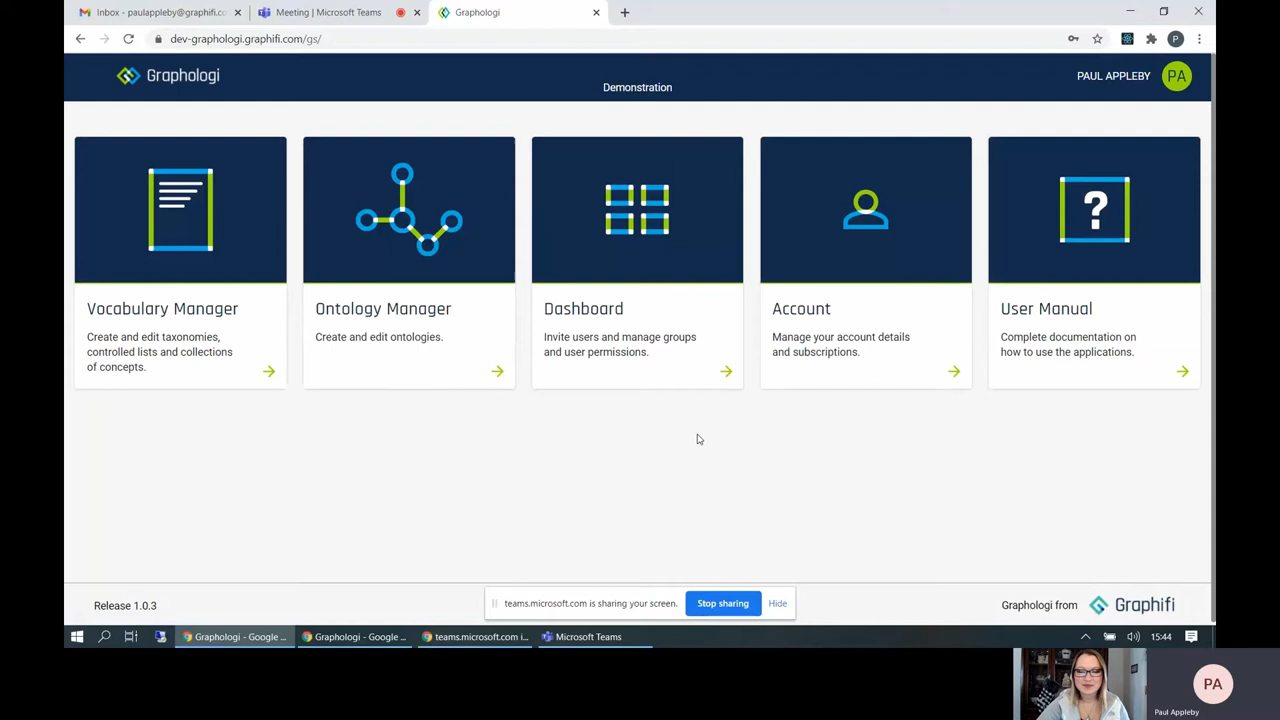 Inbox - paulappleby@graphifi.c
Meeting | Microsoft Teams
Graphologi
dev-graphologi.graphifi.com/gs/
P
Graphologi
Demonstration
PAUL APPLEBY
PA
Vocabulary Manager
Create and edit taxonomies,
controlled lists and collections
of concepts.
Ontology Manager
Create and edit ontologies.
Dashboard
Invite users and manage groups
and user permissions.
Account
Manage your account details
and subscriptions.
?
User Manual
Complete documentation on
how to use the applications.
Release 1.0.3
teams.microsoft.com is sharing your screen.
Stop sharing
Hide
Graphologi from
Graphifi
Graphologi - Google ...
Graphologi - Google ...
teams.microsoft.com i...
Microsoft Teams
15:44
PA
Paul Appleby